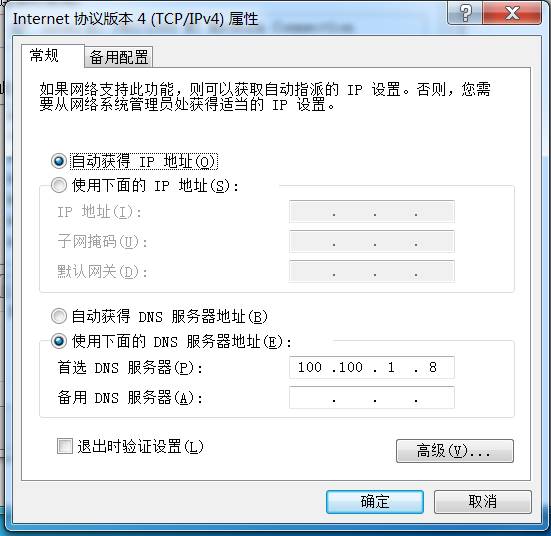 Internet 协议版本 4 (TCP/IPv4) 属性
常规
备用配置
如果网络支持此功能，则可以获取自动指派的 IP 设置。否则，您需
要从网络系统管理员处获得适当的 IP 设置。
自动获得 IP 地址(O)
使用下面的 IP 地址(S):
IP 地址(I):
子网掩码(U):
默认网关(D):
自动获得 DNS 服务器地址(B)
使用下面的 DNS 服务器地址(E):
首选 DNS 服务器(P): 100 .100 . 1 . 8
备用 DNS 服务器(A): . . .
退出时验证设置(L)
高级(V)...
确定
取消